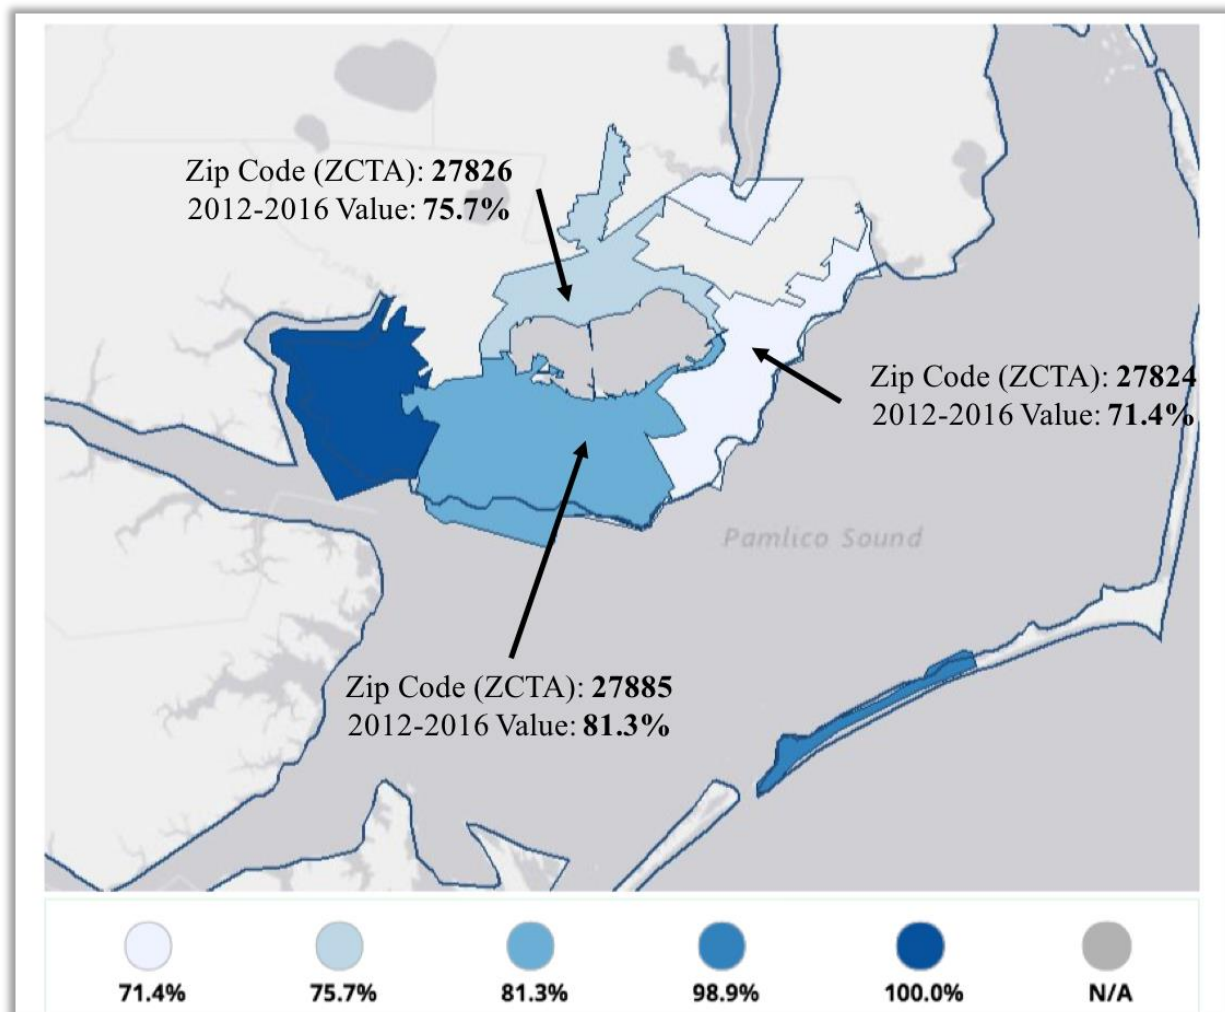 Zip Code (ZCTA): 27826
2012-2016 Value: 75.7%
Zip Code (ZCTA): 27824
2012-2016 Value: 71.4%
Pamlico Sound
Zip Code (ZCTA): 27885
2012-2016 Value: 81.3%
71.4% 75.7% 81.3% 98.9% 100.0% N/A